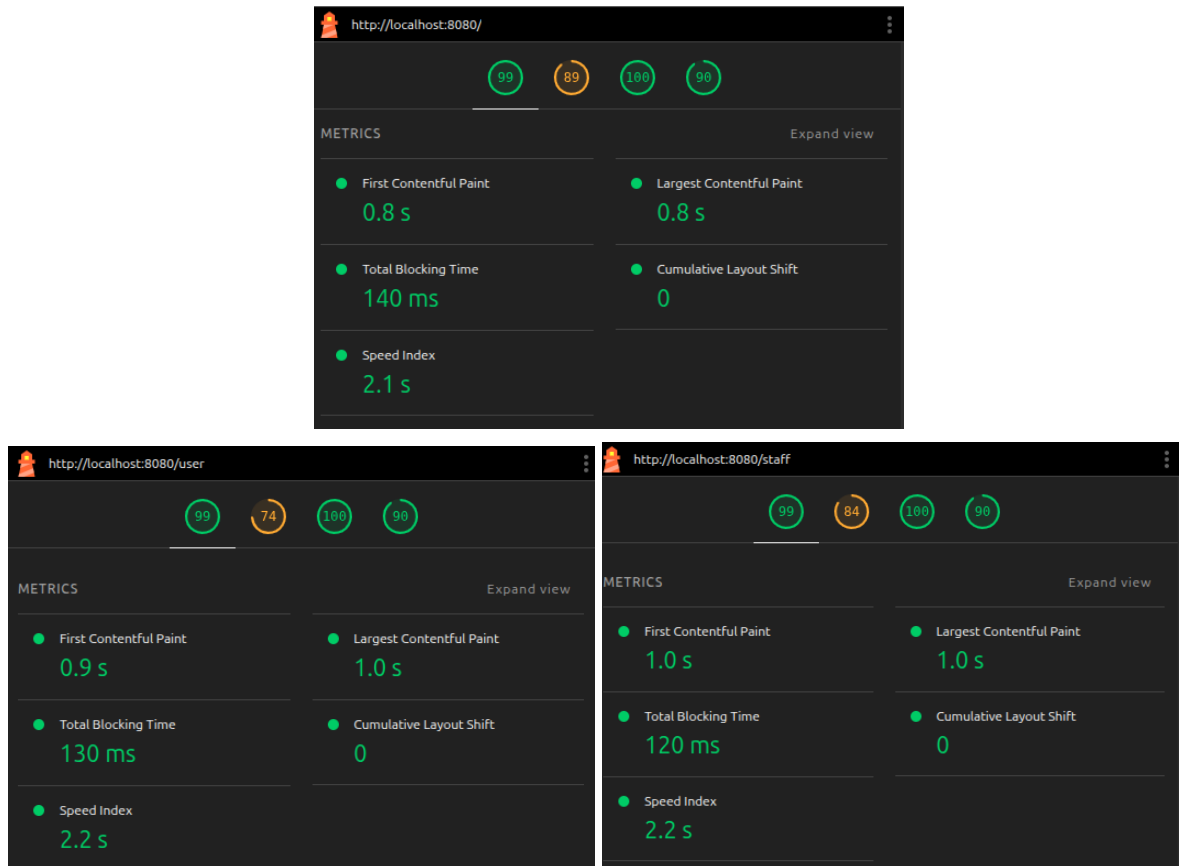 http://localhost:8080/
99 89 100 90
METRICS Expand view
First Contentful Paint Largest Contentful Paint
0.8 s 0.8 s
Total Blocking Time Cumulative Layout Shift
140 ms 0
Speed Index
2.1 s
http://localhost:8080/user
99 74 100 90
METRICS Expand view
First Contentful Paint Largest Contentful Paint
0.9 s 1.0 s
Total Blocking Time Cumulative Layout Shift
130 ms 0
Speed Index
2.2 s
http://localhost:8080/staff
99 84 100 90
METRICS Expand view
First Contentful Paint Largest Contentful Paint
1.0 s 1.0 s
Total Blocking Time Cumulative Layout Shift
120 ms 0
Speed Index
2.2 s